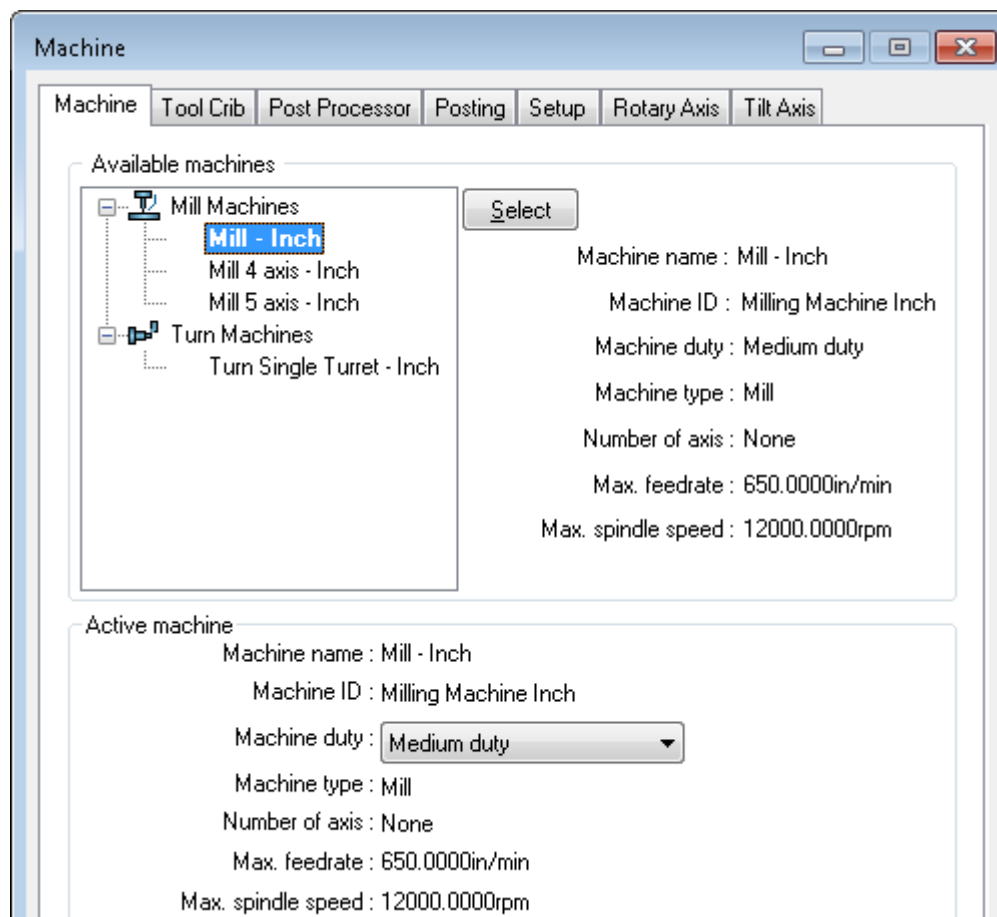 Machine
Machine Tool Crib Post Processor Posting Setup Rotary Axis Tilt Axis
Available machines
Mill Machines
Mill - Inch
Mill 4 axis - Inch
Mill 5 axis - Inch
Turn Machines
Turn Single Turret - Inch
Select
Machine name : Mill - Inch
Machine ID : Milling Machine Inch
Machine duty : Medium duty
Machine type : Mill
Number of axis : None
Max. feedrate : 650.0000in/min
Max. spindle speed : 12000.0000rpm
Active machine
Machine name : Mill - Inch
Machine ID : Milling Machine Inch
Machine duty : Medium duty
Machine type : Mill
Number of axis : None
Max. feedrate : 650.0000in/min
Max. spindle speed : 12000.0000rpm